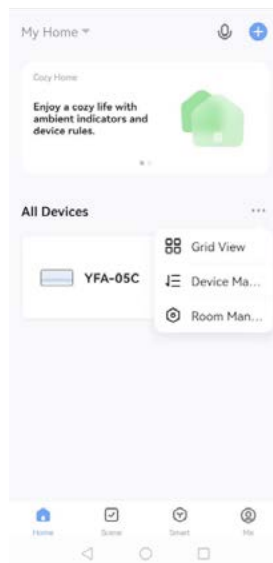 My Home
Cozy Home
Enjoy a cozy life with
ambient indicators and
device rules.
All Devices
Grid View
YFA-05C
Device Ma...
Room Man...
Home
Scene
Smart
Me